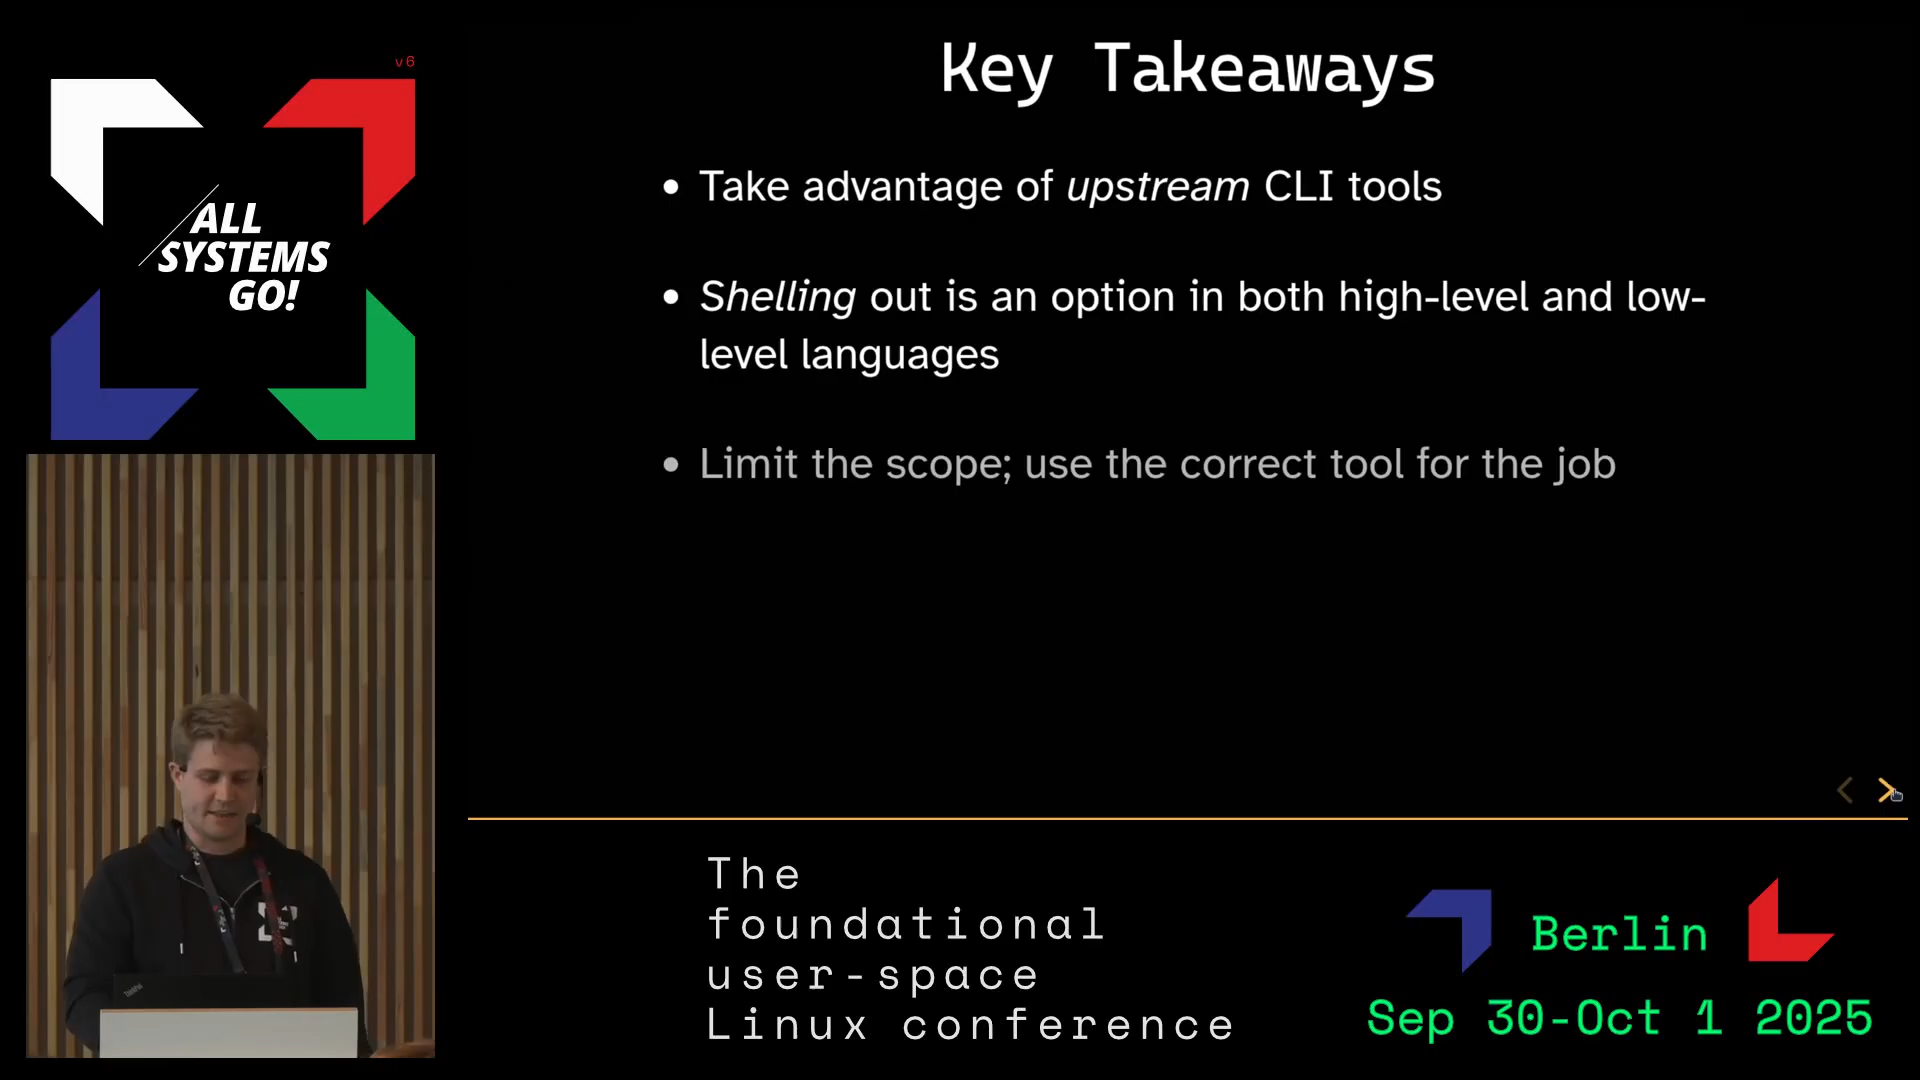 v6
ALL
SYSTEMS
GO!
Key Takeaways
• Take advantage of upstream CLI tools
• Shelling out is an option in both high-level and low-
level languages
• Limit the scope; use the correct tool for the job
ThinkPad
The
foundational
user-space
Linux conference
Berlin
Sep 30-Oct 1 2025